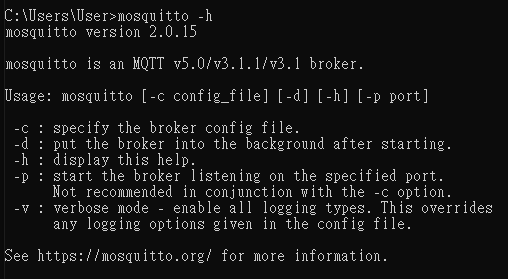 C:\Users\User>mosquitto -h
mosquitto version 2.0.15

mosquitto is an MQTT v5.0/v3.1.1/v3.1 broker.

Usage: mosquitto [-c config_file] [-d] [-h] [-p port]

 -c : specify the broker config file.
 -d : put the broker into the background after starting.
 -h : display this help.
 -p : start the broker listening on the specified port.
      Not recommended in conjunction with the -c option.
 -v : verbose mode - enable all logging types. This overrides
      any logging options given in the config file.

See https://mosquitto.org/ for more information.